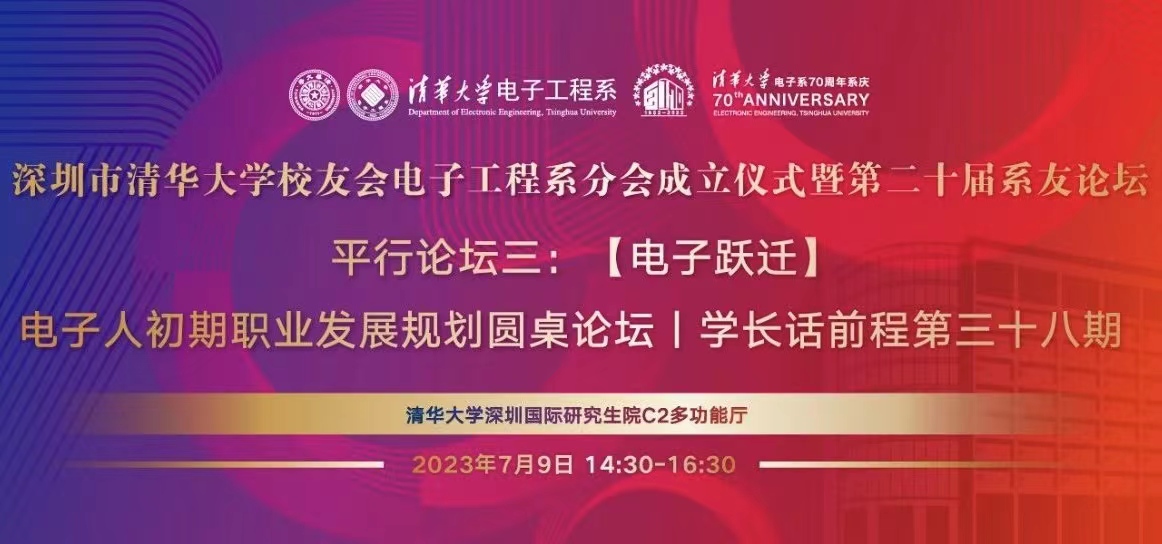 清华大学电子工程系
Department of Electronic Engineering, Tsinghua University
1952-2022
清华大学 电子系70周年系庆
70th ANNIVERSARY
ELECTRONIC ENGINEERING, TSINGHUA UNIVERSITY
深圳市清华大学校友会电子工程系分会成立仪式暨第二十届系友论坛
平行论坛三：【电子跃迁】
电子人初期职业发展规划圆桌论坛丨学长话前程第三十八期
清华大学深圳国际研究生院C2多功能厅
2023年7月9日 14:30-16:30